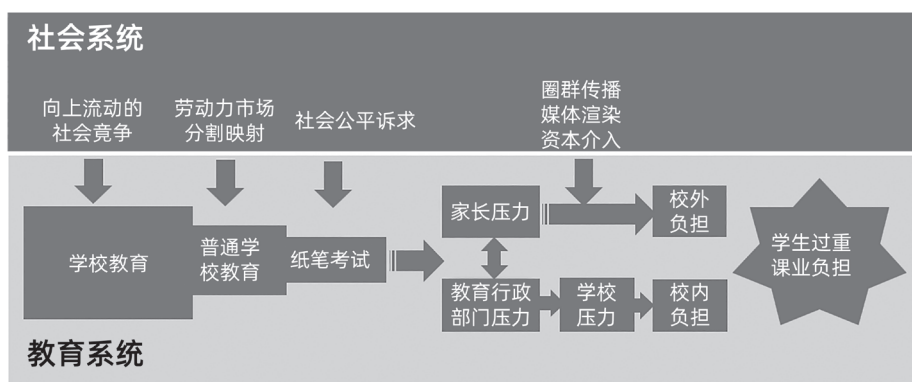 社会系统
向上流动的
社会竟争
劳动力市场
分割映射
社会公平诉求
圈群传播
媒体渲染
资本介入
学校教育
普通学
校教育
纸笔考试
家长压力
校外
负担
教育行政
部门压力
学校
压力
校内
负担
学生过重
课业负担
教育系统